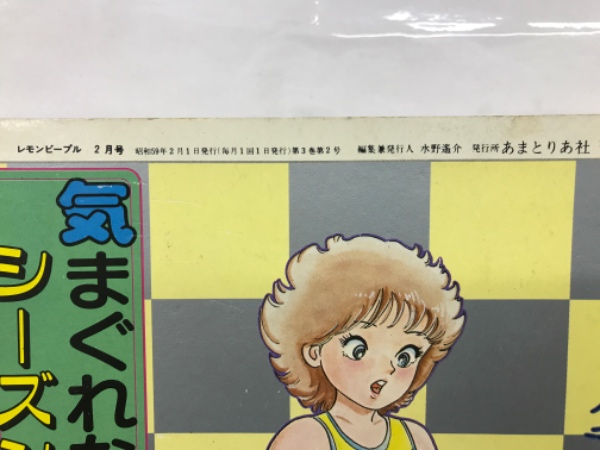 レモンピープル 2月号 昭和59年2月1日発行(毎月1回1日発行)第3巻第2号 編集兼発行人 水野遙介 発行所 あまとりあ社
気まぐれな
シーズン